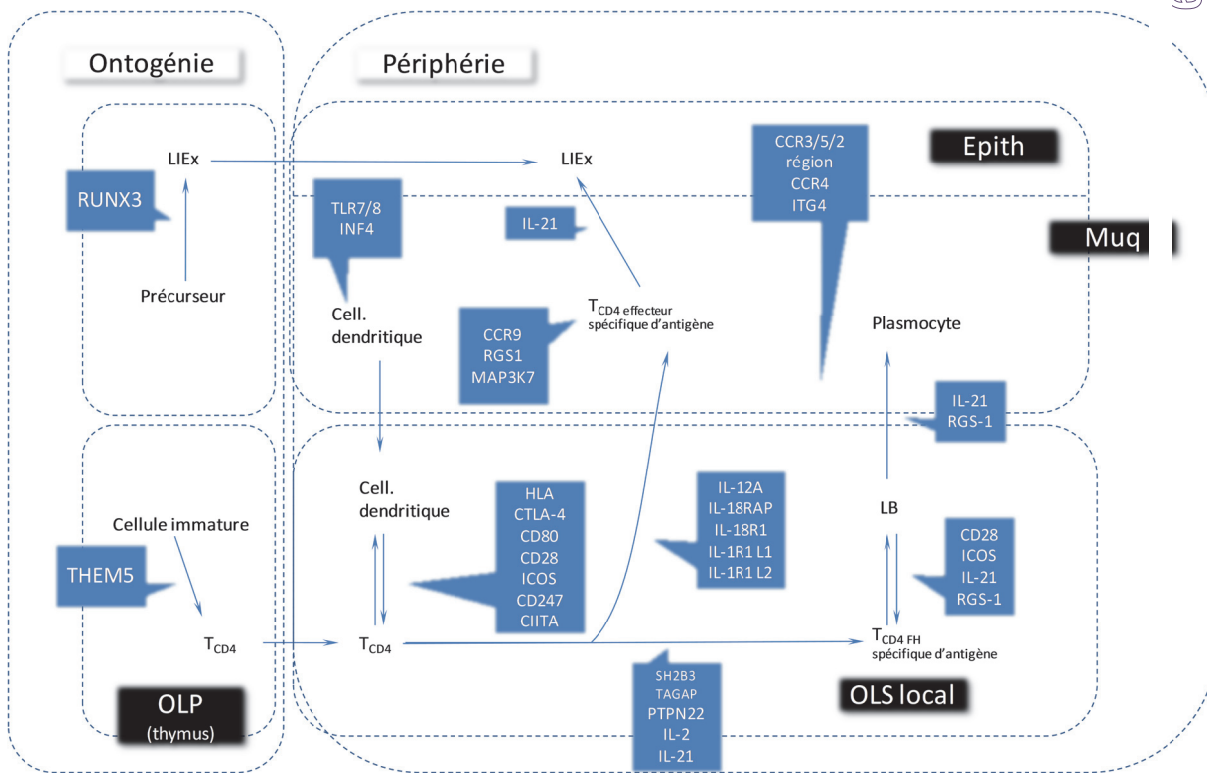 Ontogénie
Périphérie
LIEx
RUNX3
Précurseur
LIEx
Epith
Muq
TLR7/8
INF4
IL-21
CCR3/5/2
région
CCR4
ITG4
Cell.
dendritique
CCR9
RGS1
MAP3K7
TCD4 effecteur
spécifique d'antigène
Plasmocyte
IL-21
RGS-1
Cellule immature
THEM5
TCD4
OLP
(thymus)
Cell.
dendritique
HLA
CTLA-4
CD80
CD28
ICOS
CD247
CIITA
TCD4
IL-12A
IL-18RAP
IL-18R1
IL-1R1 L1
IL-1R1 L2
LB
CD28
ICOS
IL-21
RGS-1
TCD4 FH
spécifique d'antigène
SH2B3
TAGAP
PTPN22
IL-2
IL-21
OLS local